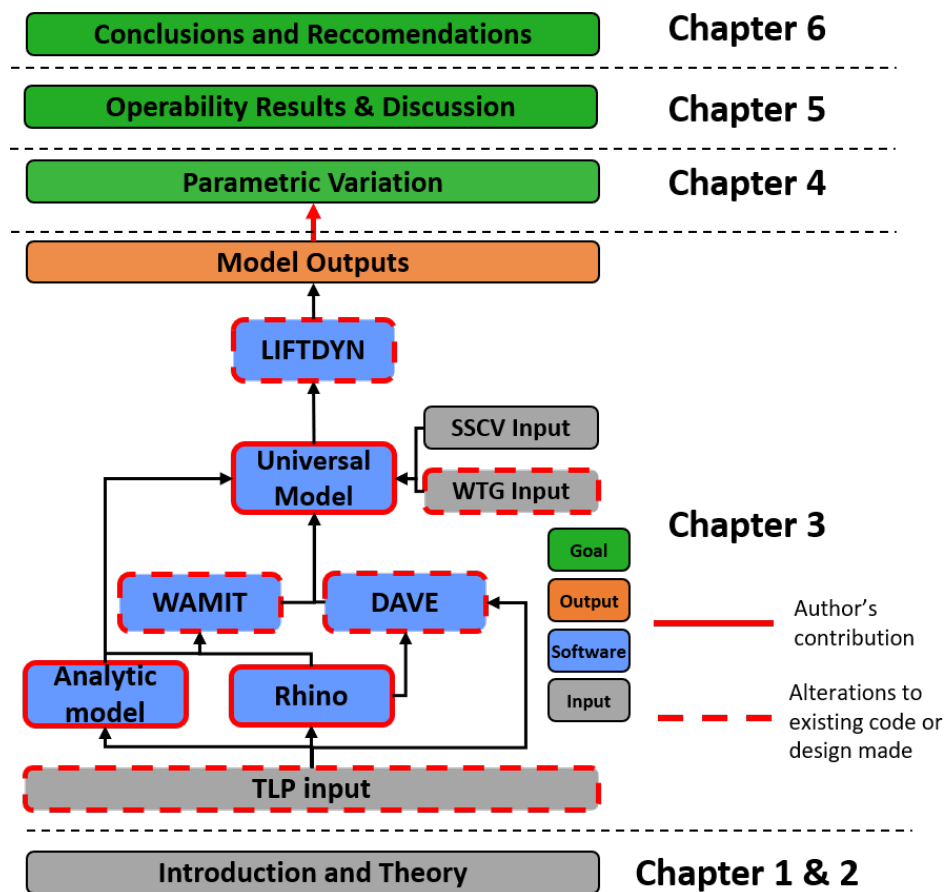 Conclusions and Reccomendations
Chapter 6
Operability Results & Discussion
Chapter 5
Parametric Variation
Chapter 4
Model Outputs
LIFTDYN
SSCV Input
Universal
Model
WTG Input
Chapter 3
Goal
WAMIT
DAVE
Output
Author's
contribution
Software
Analytic
model
Rhino
Input
Alterations to
existing code or
design made
TLP input
Introduction and Theory
Chapter 1 & 2